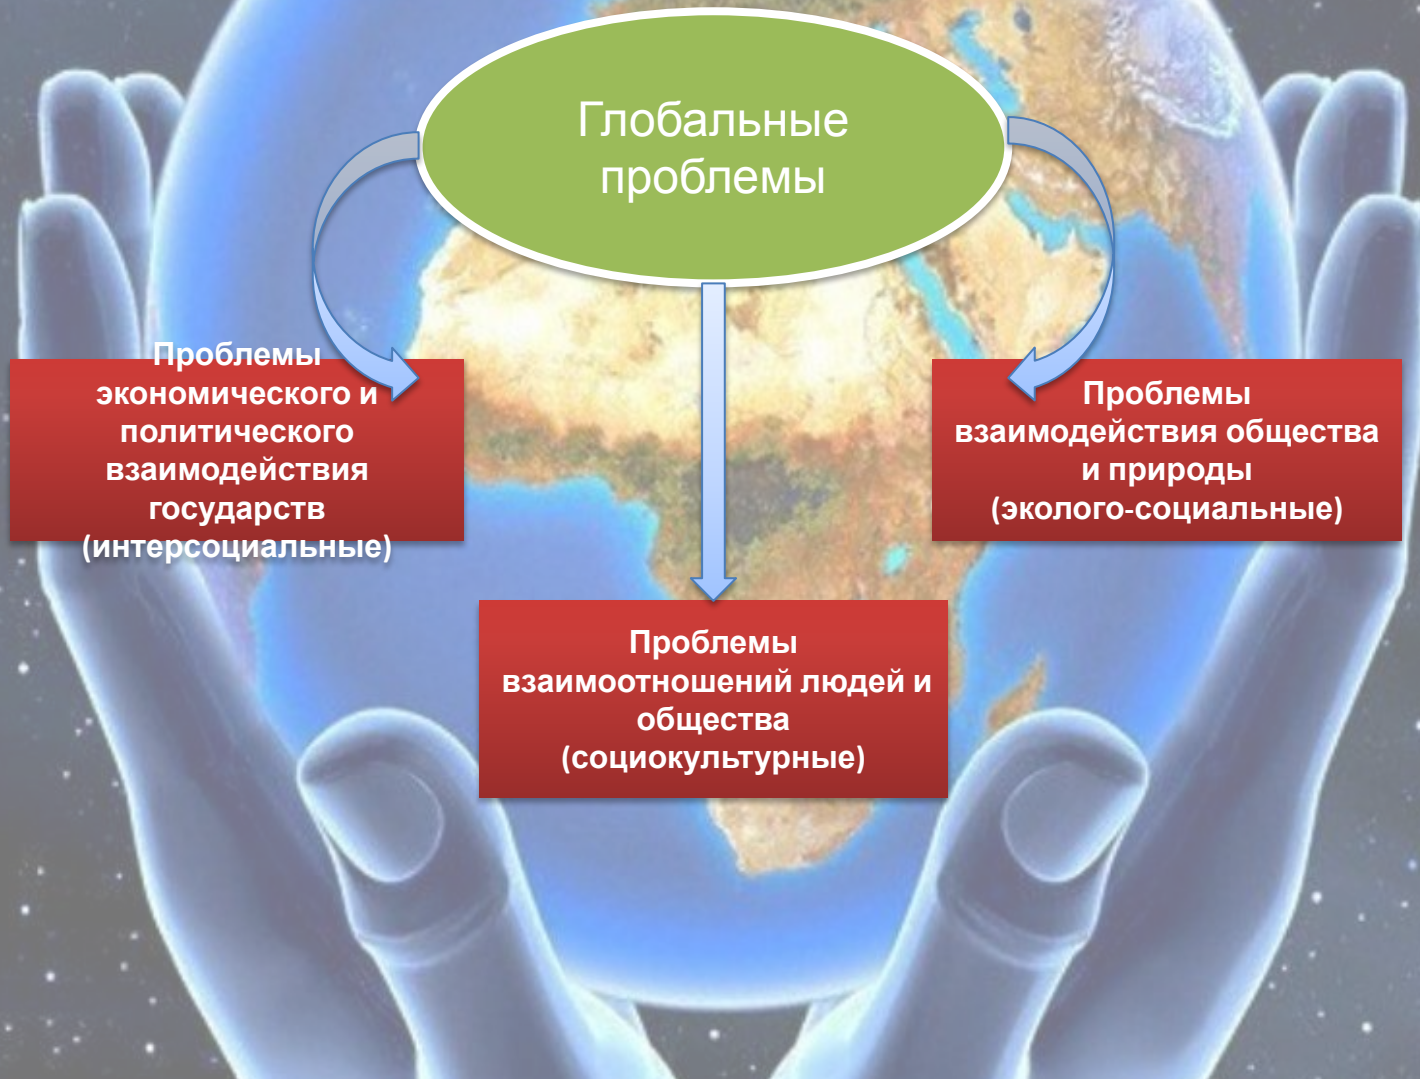 Глобальные
проблемы
Проблемы
экономического и
политического
взаимодействия
государств
(интерсоциальные)
Проблемы
взаимодействия общества
и природы
(эколого-социальные)
Проблемы
взаимоотношений людей и
общества
(социокультурные)